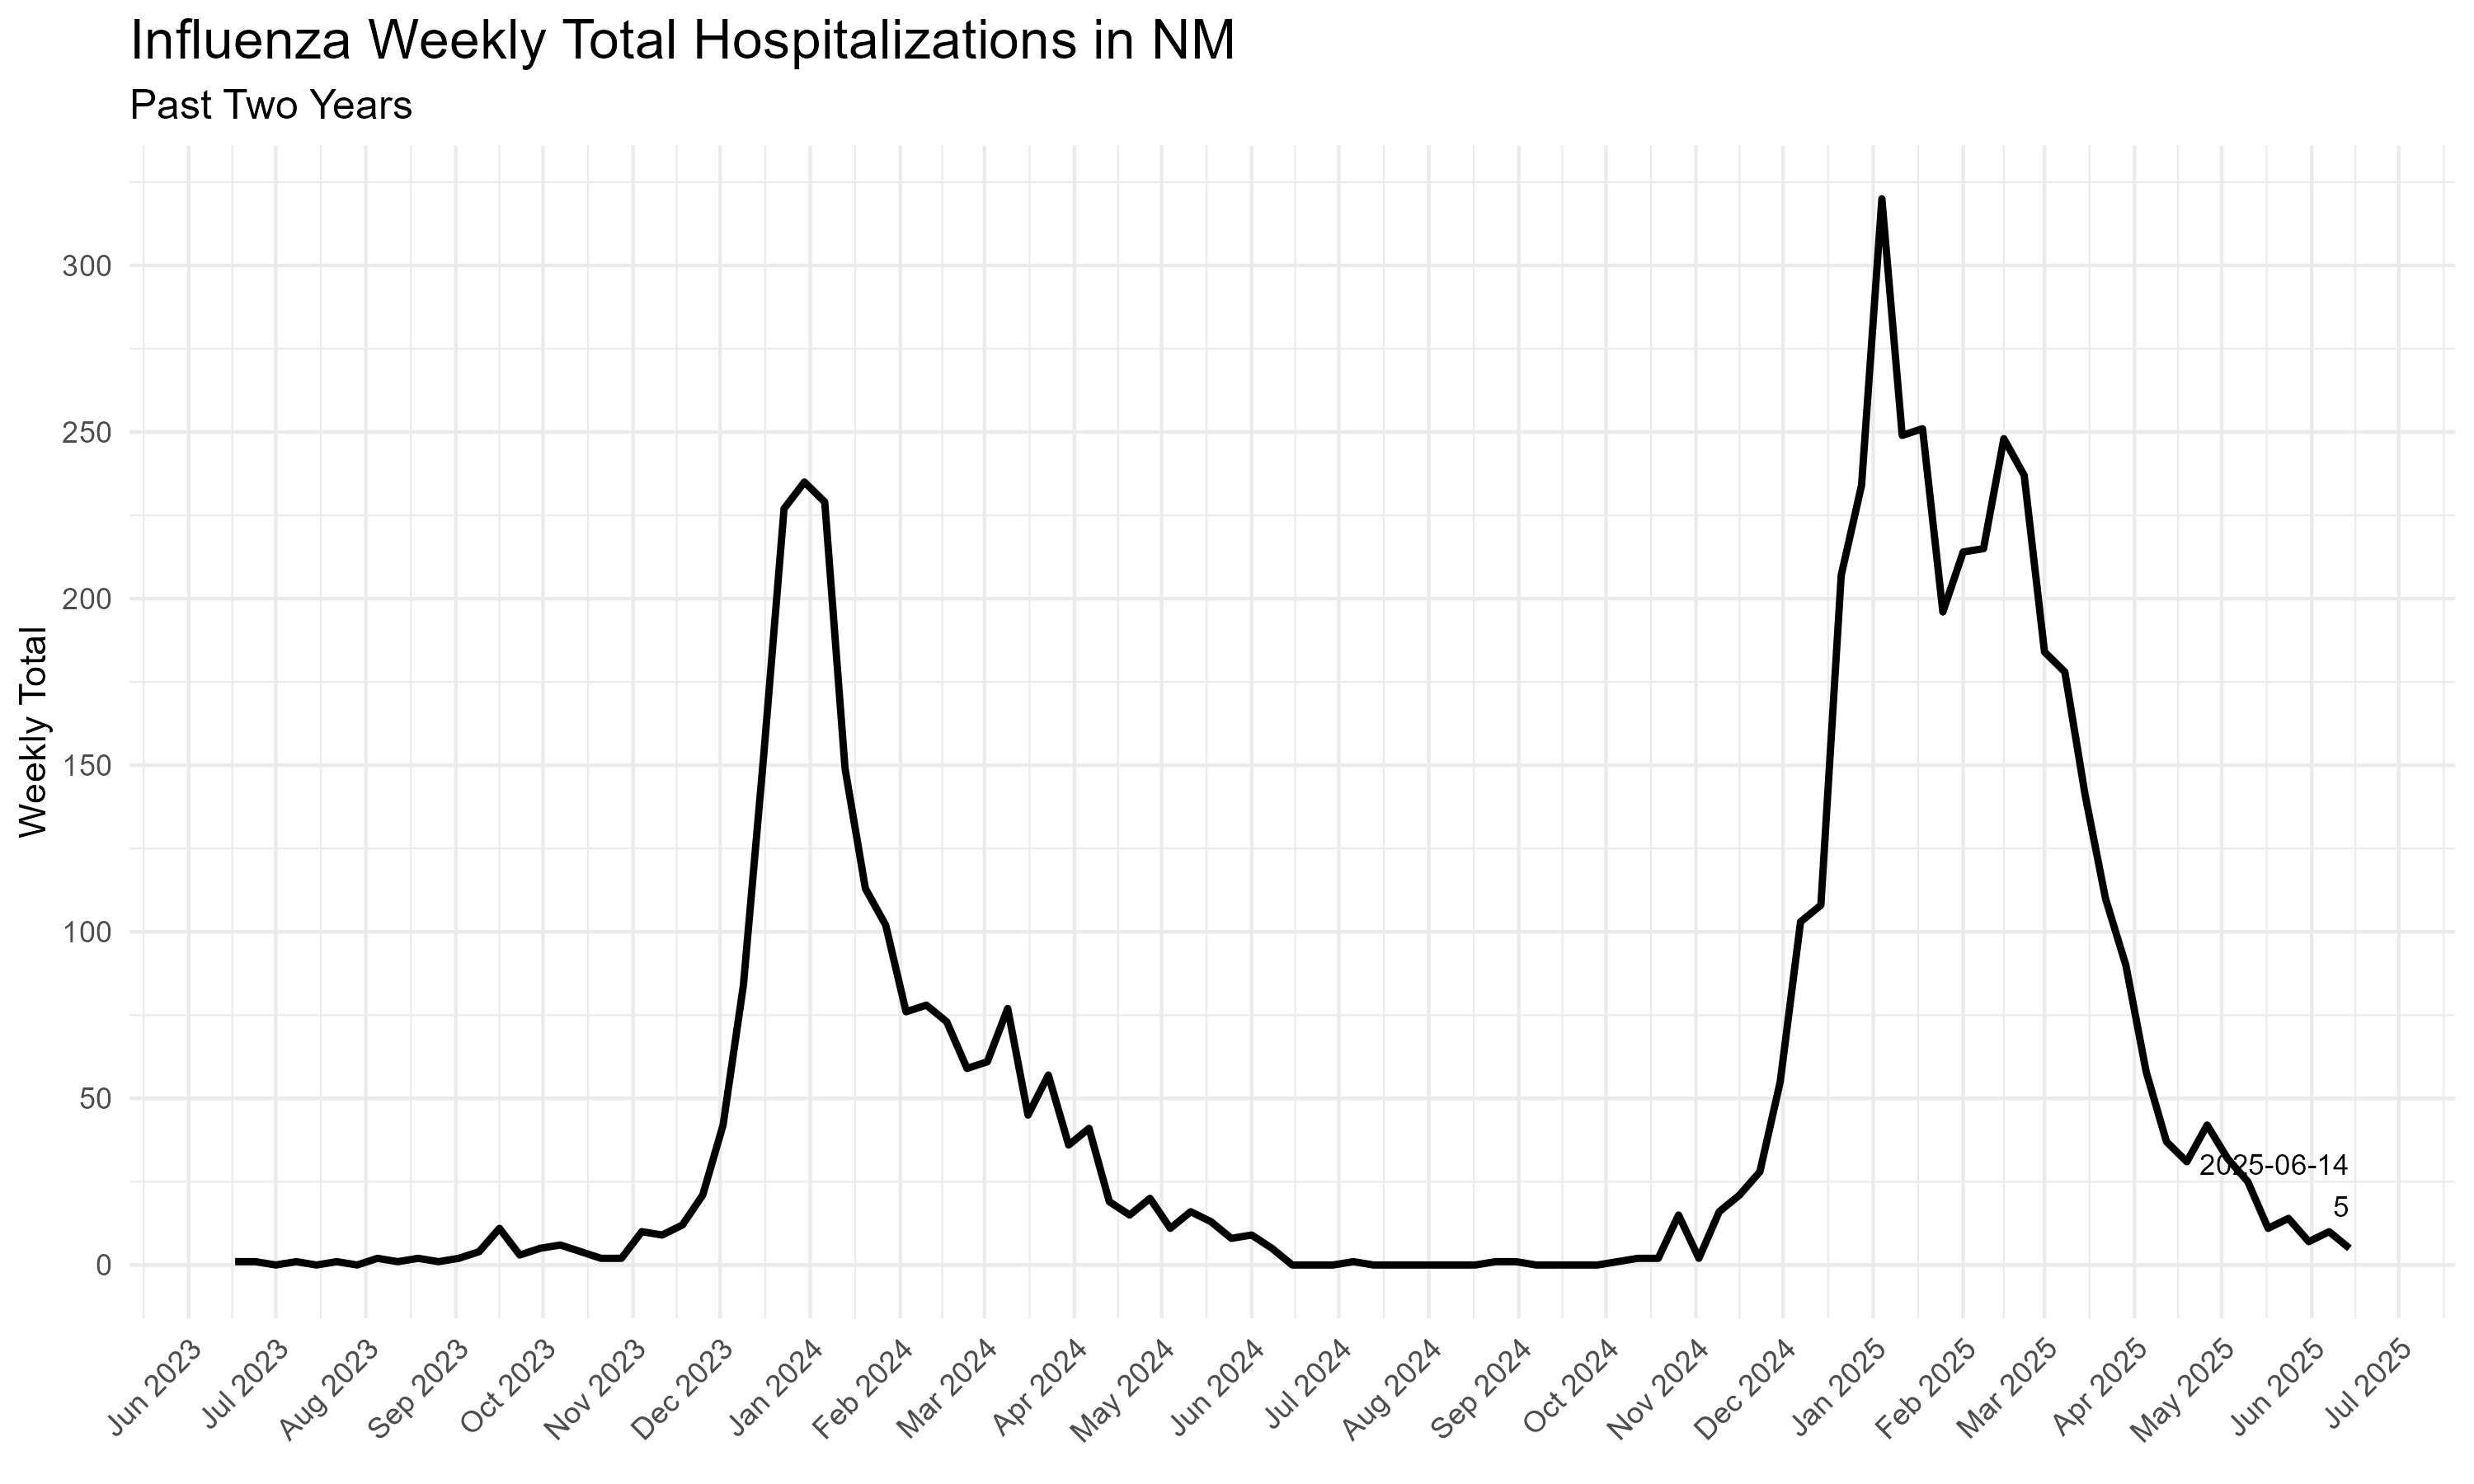 Influenza Weekly Total Hospitalizations in NM
Past Two Years
Weekly Total
300
250
200
150
100
50
0
2025-06-14
5
Jun 2023
Jul 2023
Aug 2023
Sep 2023
Oct 2023
Nov 2023
Dec 2023
Jan 2024
Feb 2024
Mar 2024
Apr 2024
May 2024
Jun 2024
Jul 2024
Aug 2024
Sep 2024
Oct 2024
Nov 2024
Dec 2024
Jan 2025
Feb 2025
Mar 2025
Apr 2025
May 2025
Jun 2025
Jul 2025